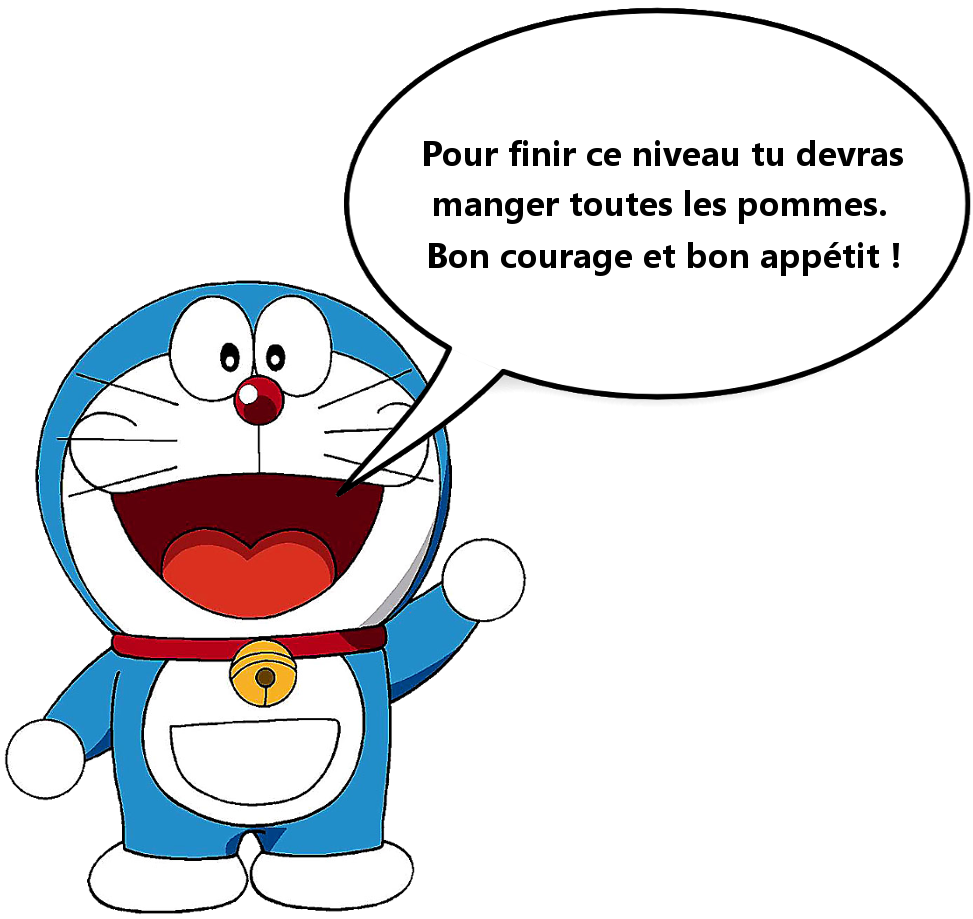 Pour finir ce niveau tu devras
manger toutes les pommes.
Bon courage et bon appétit !